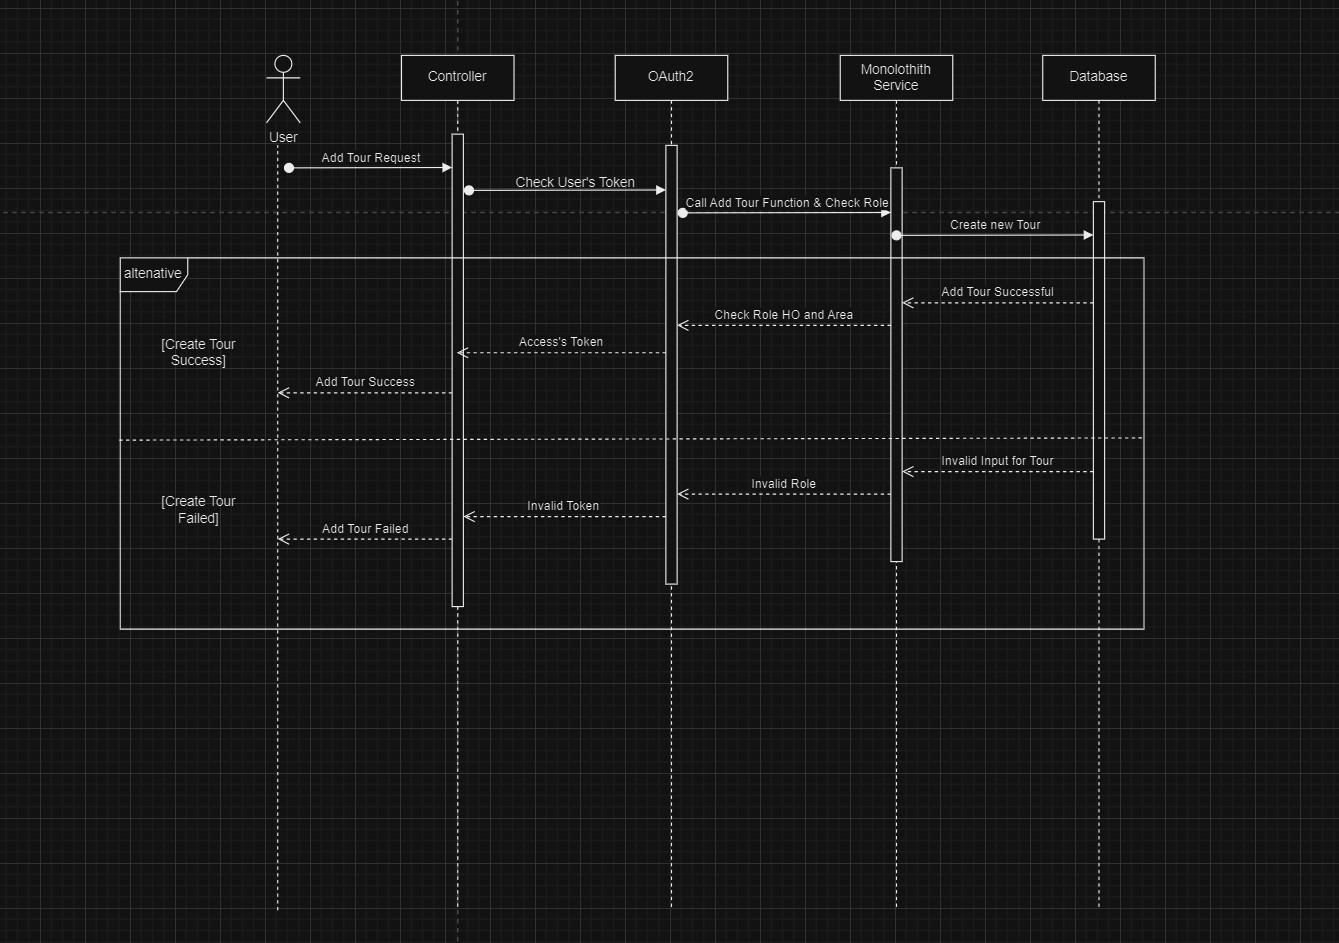 Controller
OAuth2
Monolothith
Service
Database
User
Add Tour Request
Check User's Token
Call Add Tour Function & Check Role
Create new Tour
altenative
Add Tour Successful
Check Role HO and Area
[Create Tour
Success]
Access's Token
Add Tour Success
Invalid Input for Tour
Invalid Role
[Create Tour
Failed]
Invalid Token
Add Tour Failed